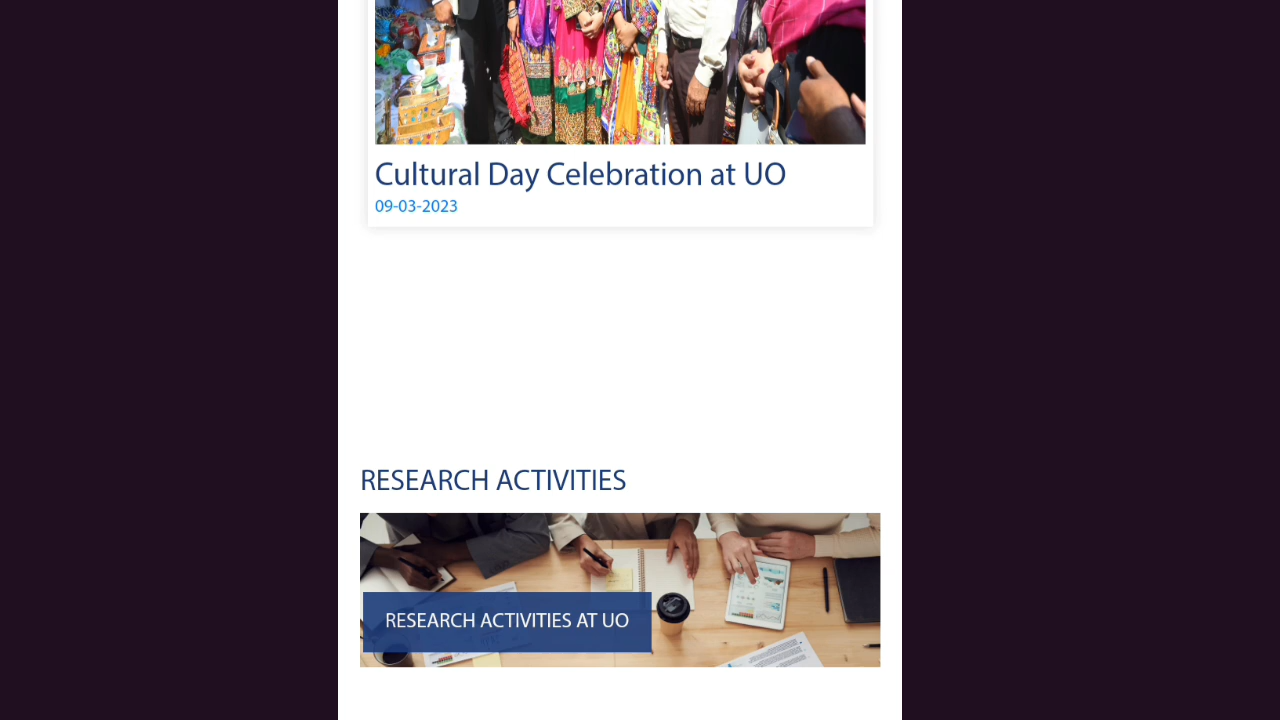 Cultural Day Celebration at UO
09-03-2023
RESEARCH ACTIVITIES
RESEARCH ACTIVITIES AT UO